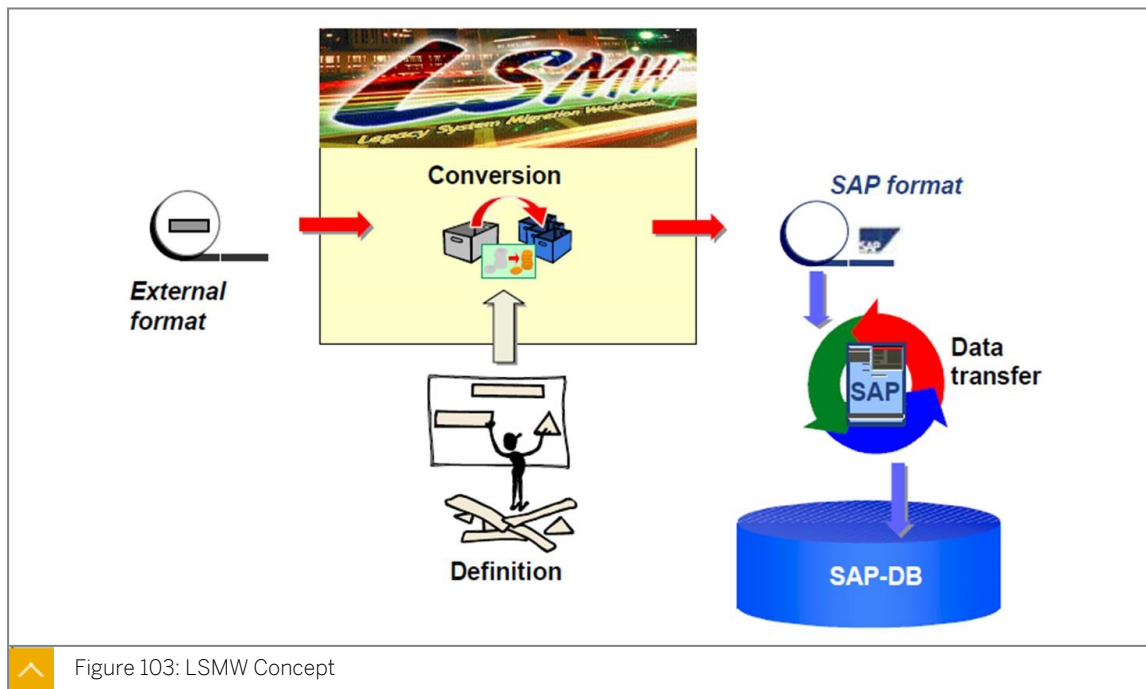 LSMW
Legacy System Migration Workbench
Conversion
SAP format
SAP
External
format
Data
transfer
SAP
Definition
SAP-DB
Figure 103: LSMW Concept